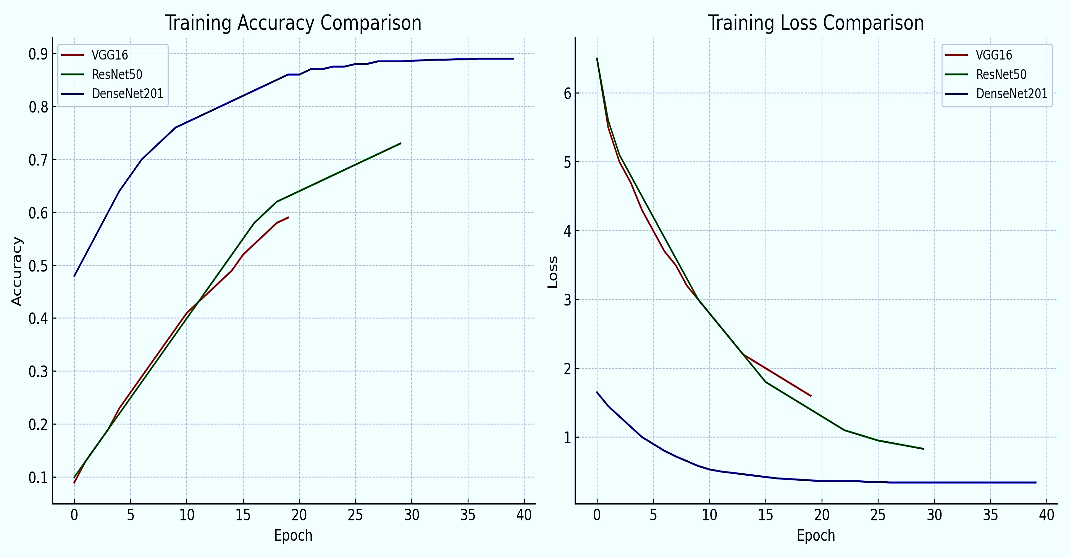 Training Accuracy Comparison
0.9
0.8
0.7
0.6
0.5
0.4
0.3
0.2
0.1
Accuracy
VGG16
ResNet50
DenseNet201
0 5 10 15 20 25 30 35 40
Epoch
Training Loss Comparison
6
5
4
3
2
1
Loss
VGG16
ResNet50
DenseNet201
0 5 10 15 20 25 30 35 40
Epoch